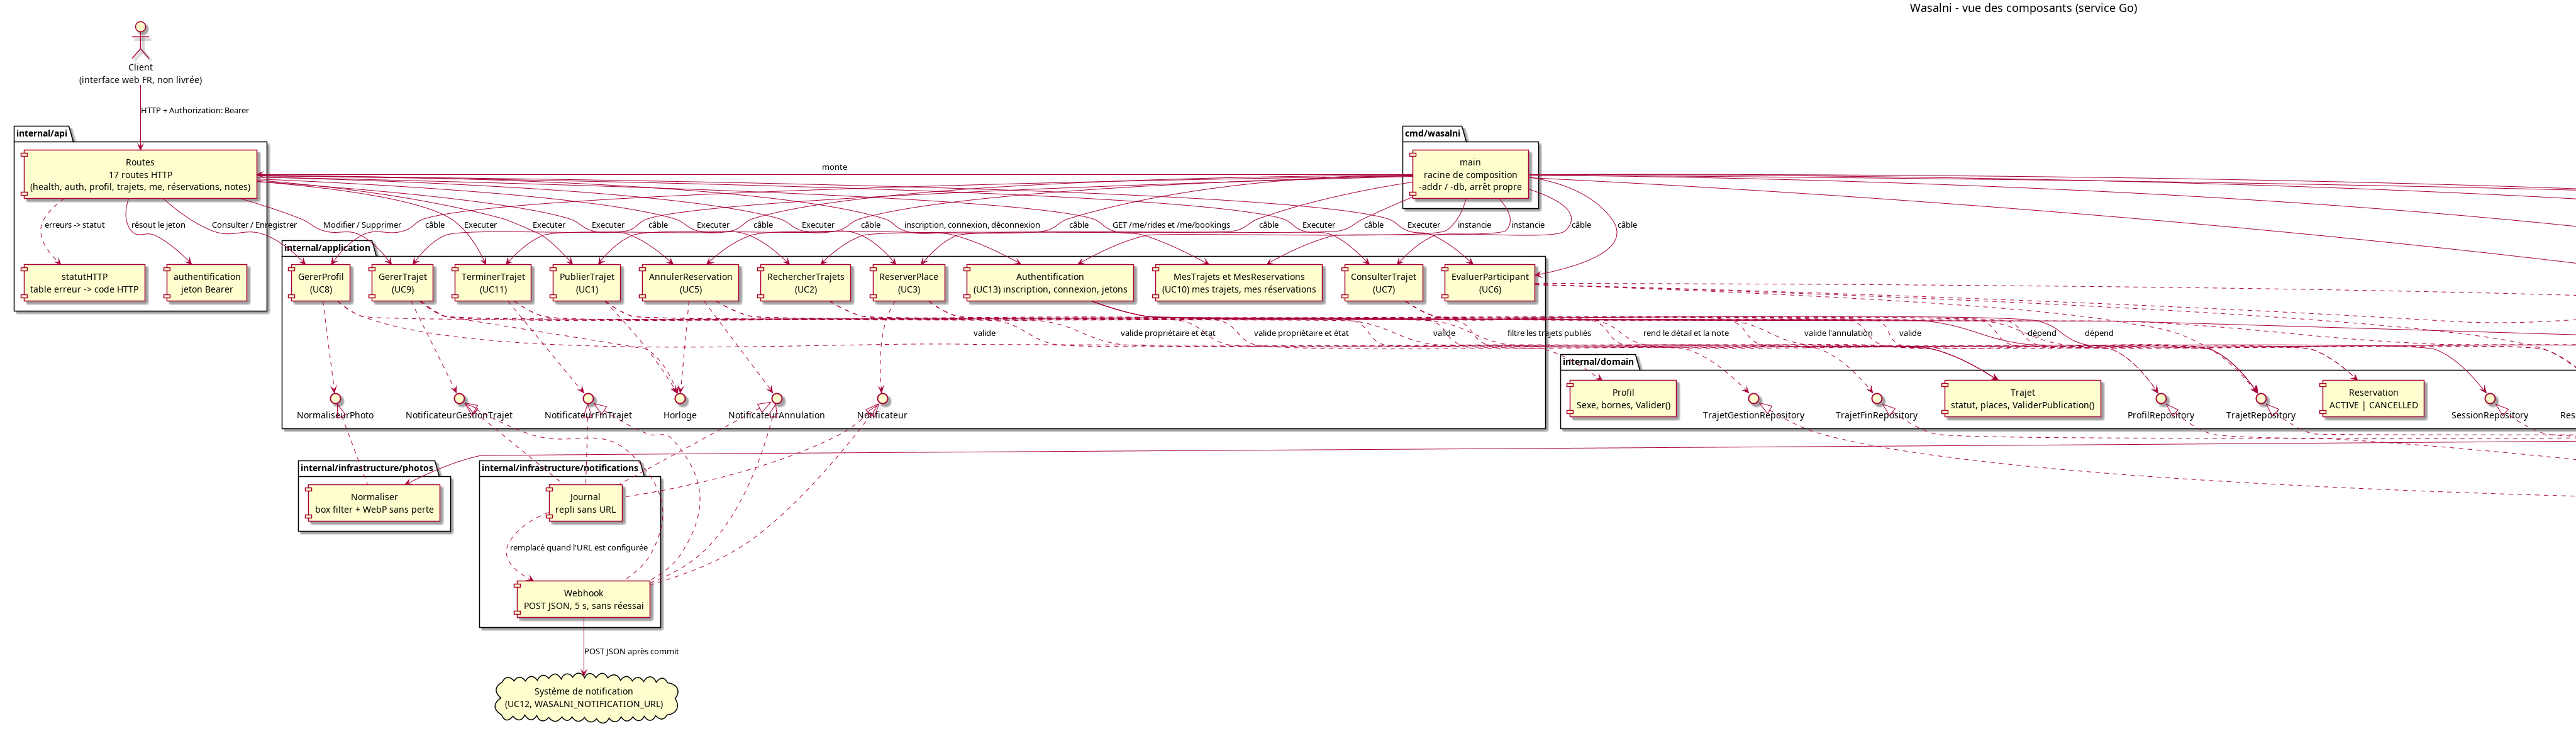 Wasalni - vue des composants (service Go)
Client
(interface web FR, non livrée)
HTTP + Authorization: Bearer
internal/api
cmd/wasalni
Routes
17 routes HTTP
(health, auth, profil, trajets, me, réservations, notes)
monte
main
racine de composition
-addr / -db, arrêt propre
erreurs -> statut
résout le jeton
Consulter / Enregistrer
Modifier / Supprimer
câble
Executer
Executer
câble
Executer
câble
Executer
câble
inscription, connexion, déconnexion
GET /me/rides et /me/bookings
câble
Executer
câble
Executer
instancie
instancie
câble
câble
internal/application
statutHTTP
table erreur -> code HTTP
authentification
jeton Bearer
GererProfil
(UC8)
GererTrajet
(UC9)
TerminerTrajet
(UC11)
PublierTrajet
(UC1)
AnnulerReservation
(UC5)
RechercherTrajets
(UC2)
ReserverPlace
(UC3)
Authentification
(UC13) inscription, connexion, jetons
MesTrajets et MesReservations
(UC10) mes trajets, mes réservations
ConsulterTrajet
(UC7)
EvaluerParticipant
(UC6)
valide
valide propriétaire et état
valide propriétaire et état
valide
filtre les trajets publiés
rend le détail et la note
valide l'annulation
valide
dépend
dépend
internal/domain
Profil
Sexe, bornes, Valider()
Trajet
statut, places, ValiderPublication()
Reservation
ACTIVE | CANCELLED
NormaliserPhoto
NotificateurGestionTrajet
NotificateurFinTrajet
Horloge
NotificateurAnnulation
Notificateur
TrajetGestionRepository
TrajetFinRepository
ProfilRepository
TrajetRepository
SessionRepository
Res
internal/infrastructure/photos
internal/infrastructure/notifications
Normaliser
box filter + WebP sans perte
Journal
repli sans URL
remplacé quand l'URL est configurée
Webhook
POST JSON, 5 s, sans réessai
POST JSON après commit
Système de notification
(UC12, WASALNI_NOTIFICATION_URL)